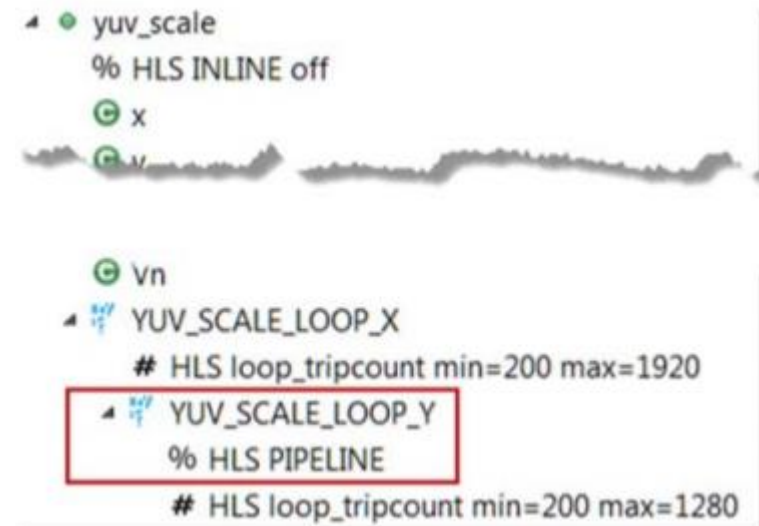 yuv_scale
% HLS INLINE off
x
Vn
YUV_SCALE_LOOP_X
# HLS loop_tripcount min=200 max=1920
YUV_SCALE_LOOP_Y
% HLS PIPELINE
# HLS loop_tripcount min=200 max=1280